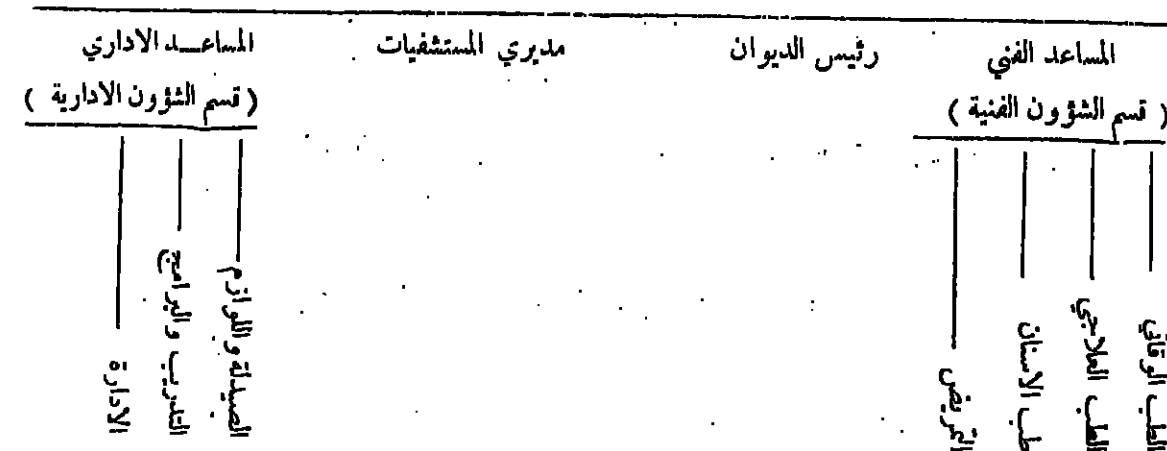 المساعد الفني
رئيس الديوان
مديري المستشفيات
المساعد الاداري
( قسم الشؤون الفنية )
( قسم الشؤون الادارية )
الطب الوقائي
الطب العلاجي
طب الاسنان
التمريض
الصيدلة واللوازم
التدريب والبرامج
الادارة